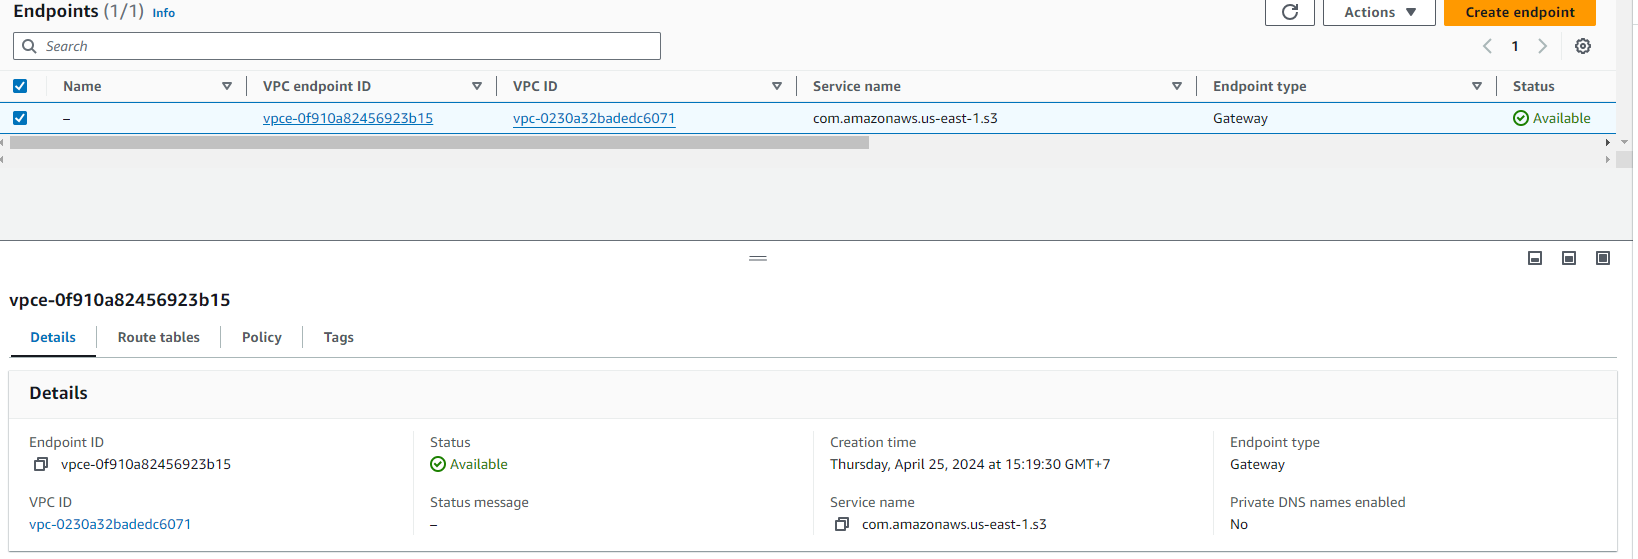 Endpoints (1/1) Info
Actions
Create endpoint
Search
1
Name VPC endpoint ID VPC ID Service name Endpoint type Status
– vpce-0f910a82456923b15 vpc-0230a32badedc6071 com.amazonaws.us-east-1.s3 Gateway Available
vpce-0f910a82456923b15
Details Route tables Policy Tags
Details
Endpoint ID Status Creation time Endpoint type
vpce-0f910a82456923b15 Available Thursday, April 25, 2024 at 15:19:30 GMT+7 Gateway
VPC ID Status message Service name Private DNS names enabled
vpc-0230a32badedc6071 – com.amazonaws.us-east-1.s3 No